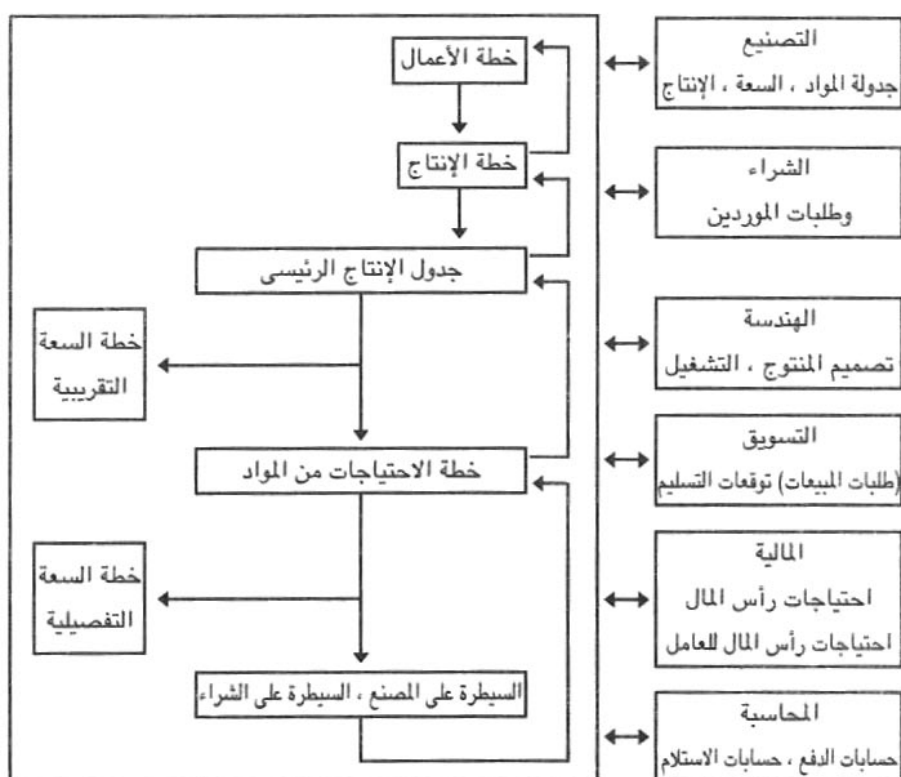 خطة الأعمال
خطة الإنتاج
جدول الإنتاج الرئيسى
خطة السعة
التقريبية
خطة الاحتياجات من المواد
خطة السعة
التفصيلية
السيطرة على المصنع ، السيطرة على الشراء
التصنيع
جدولة المواد ، السعة ، الإنتاج
الشراء
وطلبات الموردين
الهندسة
تصميم المنتوج ، التشغيل
التسويق
(طلبات المبيعات) توقعات التسليم
المالية
احتياجات رأس المال
احتياجات رأس المال للعامل
المحاسبة
حسابات الدفع ، حسابات الاستلام